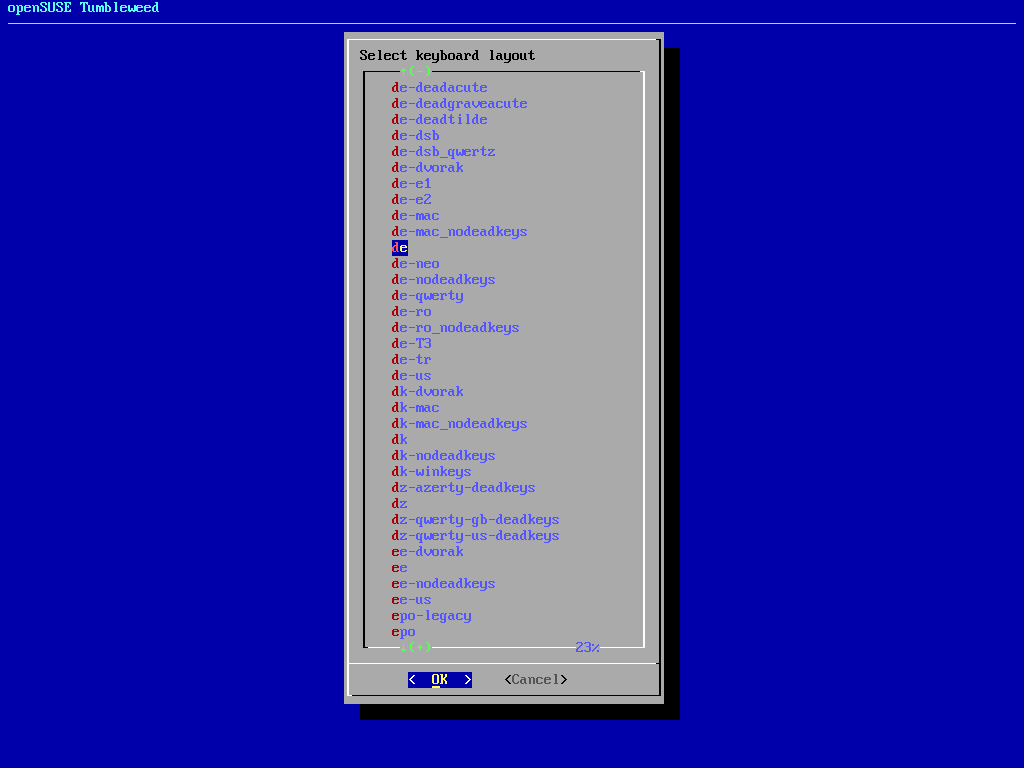 openSUSE Tumbleweed
Select keyboard layout
^(-)
de-deadacute
de-deadgraveacute
de-deadtilde
de-dsb
de-dsb_qwertz
de-dvorak
de-e1
de-e2
de-mac
de-mac_nodeadkeys
de
de-neo
de-nodeadkeys
de-qwerty
de-ro
de-ro_nodeadkeys
de-T3
de-tr
de-us
dk-dvorak
dk-mac
dk-mac_nodeadkeys
dk
dk-nodeadkeys
dk-winkeys
dz-azerty-deadkeys
dz
dz-qwerty-gb-deadkeys
dz-qwerty-us-deadkeys
ee-dvorak
ee
ee-nodeadkeys
ee-us
epo-legacy
epo
.(+) 23%
< OK > <Cancel>